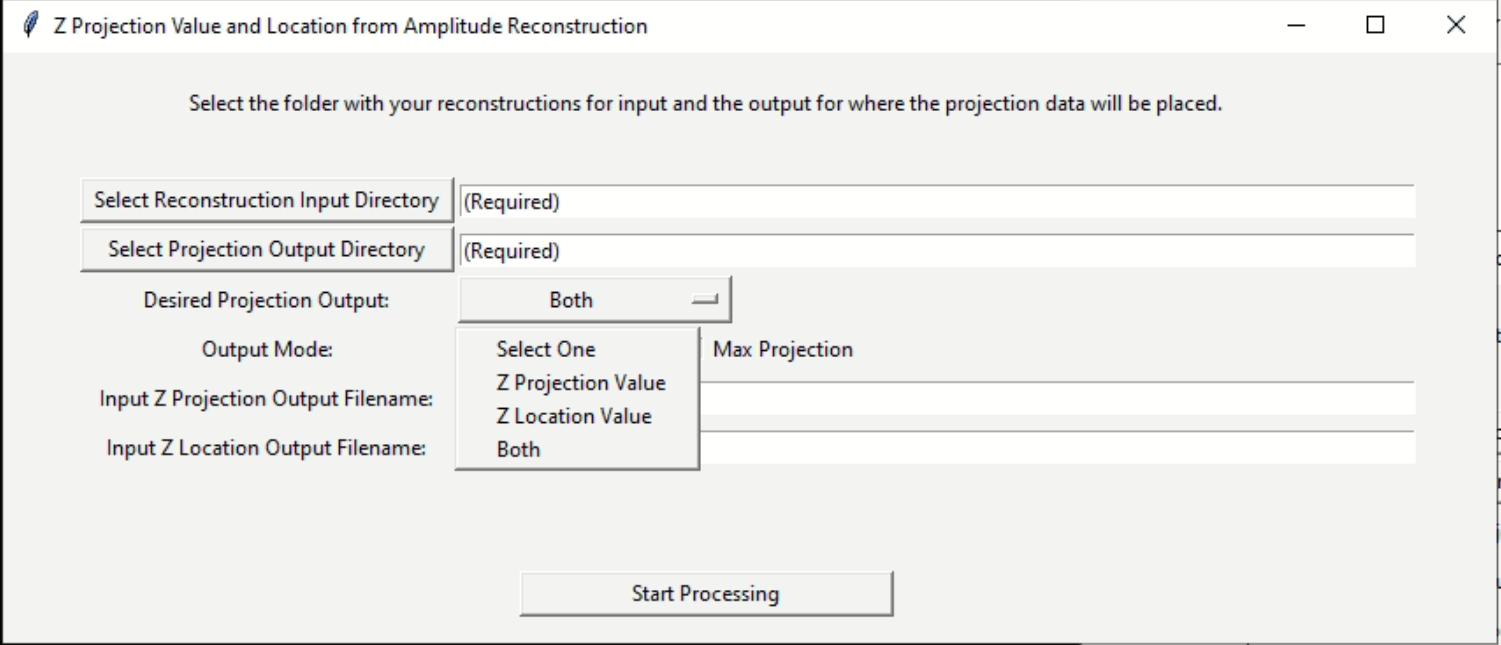 Z Projection Value and Location from Amplitude Reconstruction
Select the folder with your reconstructions for input and the output for where the projection data will be placed.
Select Reconstruction Input Directory (Required)
Select Projection Output Directory (Required)
Desired Projection Output: Both
Output Mode: Select One Max Projection
Z Projection Value
Input Z Projection Output Filename:
Z Location Value
Input Z Location Output Filename: Both
Start Processing